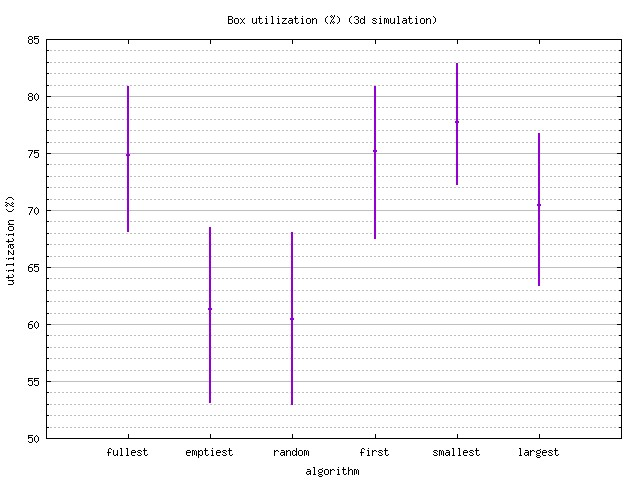 Box utilization (%) (3d simulation)
85
80
75
70
65
60
55
50
utilization (%)
fullest emptiest random first smallest largest
algorithm